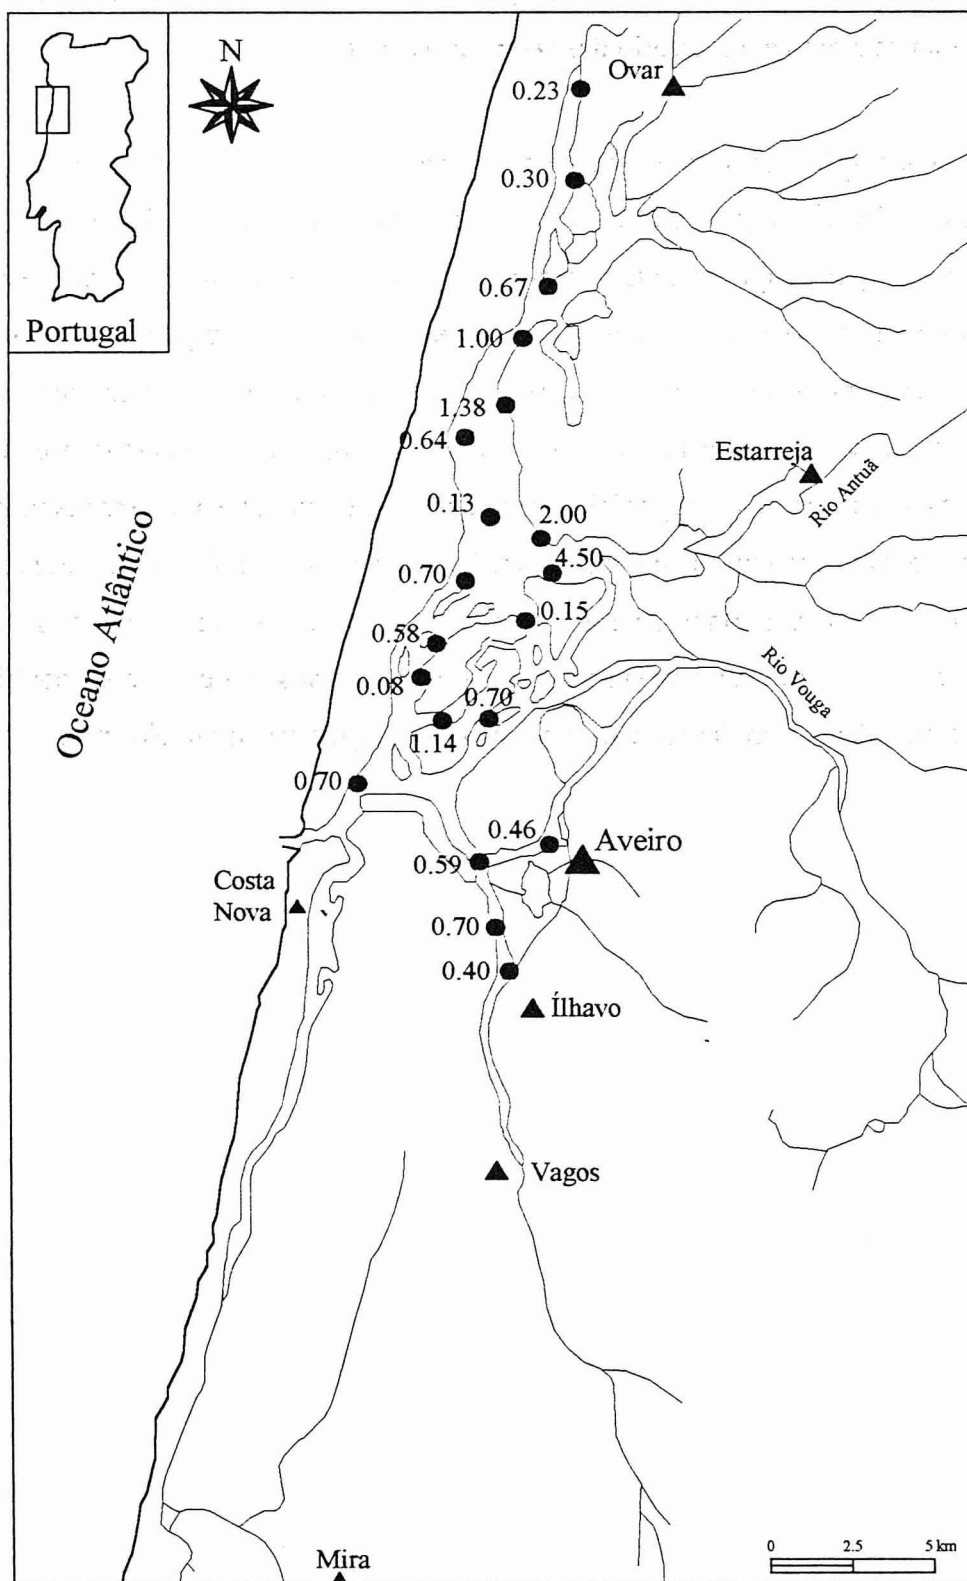 N
Portugal
Ovar
0.23
0.30
0.67
1.00
1.38
0.64
Estarreja
Rio Antuã
0.13
2.00
4.50
0.70
0.15
0.58
Oceano Atlântico
0.08
0.70
Rio Vouga
1.14
0.70
0.46
Aveiro
0.59
Costa
Nova
0.70
0.40
Ílhavo
Vagos
Mira
0 2.5 5 km